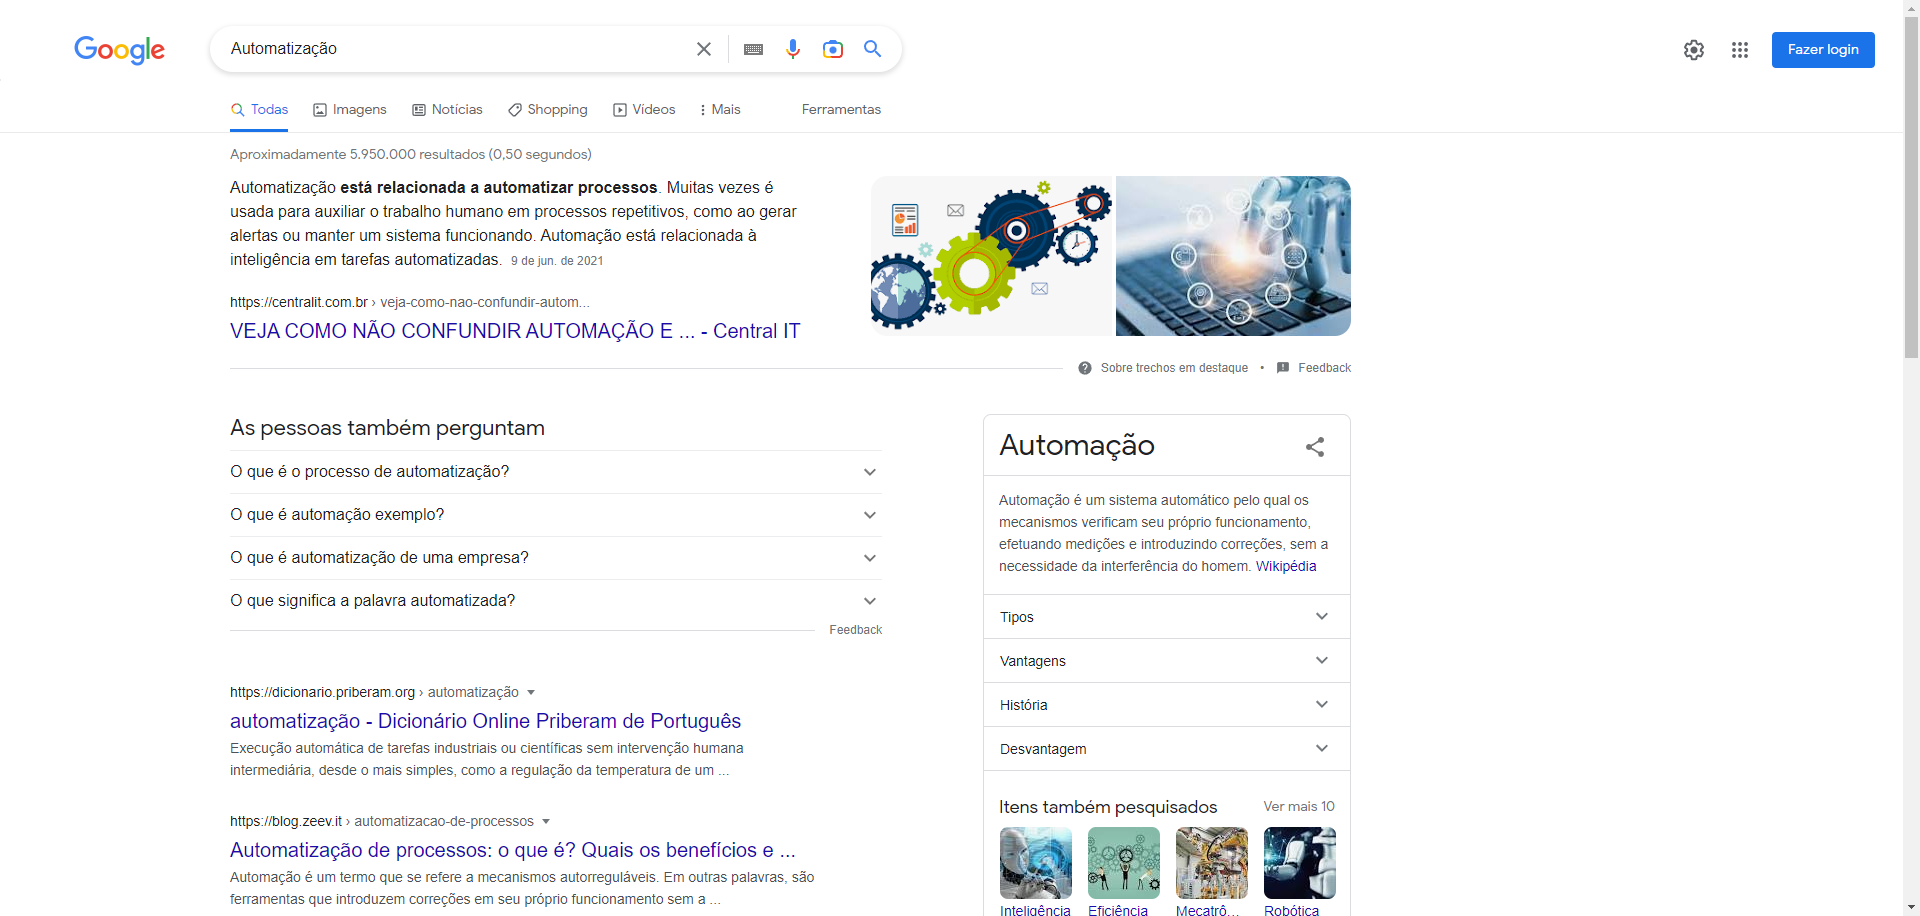 Google
Automatização
Fazer login
Todas
Imagens
Notícias
Shopping
Vídeos
Mais
Ferramentas
Aproximadamente 5.950.000 resultados (0,50 segundos)
Automatização está relacionada a automatizar processos. Muitas vezes é
usada para auxiliar o trabalho humano em processos repetitivos, como ao gerar
alertas ou manter um sistema funcionando. Automação está relacionada à
inteligência em tarefas automatizadas. 9 de jun. de 2021
https://centralit.com.br › veja-como-nao-confundir-autom...
VEJA COMO NÃO CONFUNDIR AUTOMAÇÃO E ... - Central IT
Sobre trechos em destaque • Feedback
As pessoas também perguntam
O que é o processo de automatização?
O que é automação exemplo?
O que é automatização de uma empresa?
O que significa a palavra automatizada?
Feedback
https://dicionario.priberam.org › automatização
automatização - Dicionário Online Priberam de Português
Execução automática de tarefas industriais ou científicas sem intervenção humana
intermediária, desde o mais simples, como a regulação da temperatura de um ...
https://blog.zeev.it › automatizacao-de-processos
Automatização de processos: o que é? Quais os benefícios e ...
Automação é um termo que se refere a mecanismos autorreguláveis. Em outras palavras, são
ferramentas que introduzem correções em seu próprio funcionamento sem a ...
Automação
Automação é um sistema automático pelo qual os
mecanismos verificam seu próprio funcionamento,
efetuando medições e introduzindo correções, sem a
necessidade da interferência do homem. Wikipédia
Tipos
Vantagens
História
Desvantagem
Itens também pesquisados
Ver mais 10
Inteligência
Eficiência
Mecatrô...
Robótica